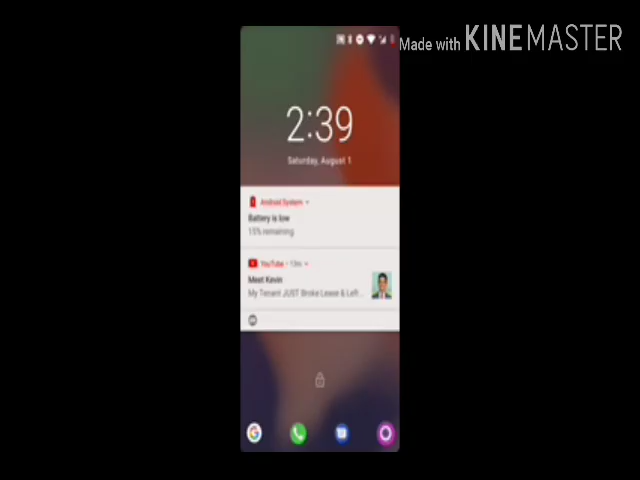 Made with KINEMASTER
2:39
Saturday, August 1
Android System
Battery is low
15% remaining
YouTube • 13m
Meet Kevin
My Tenant JUST Broke Lease & Left...